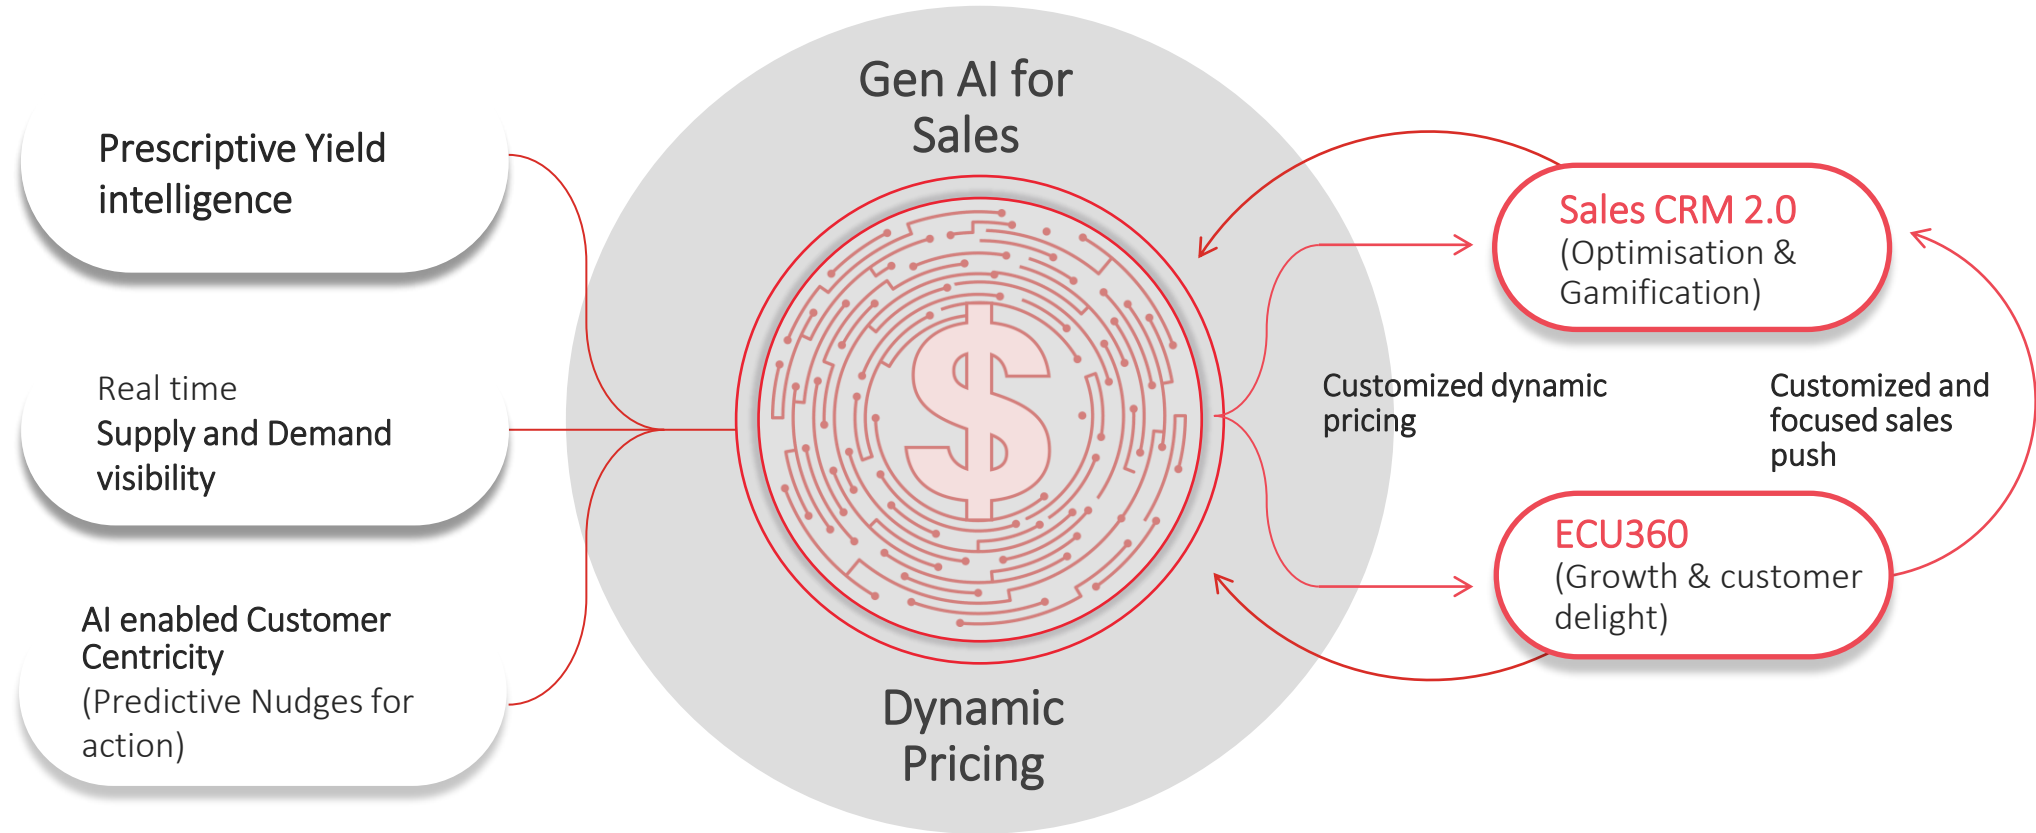 Gen AI for
Sales
Prescriptive Yield
intelligence
Real time
Supply and Demand
visibility
AI enabled Customer
Centricity
(Predictive Nudges for
action)
$
Dynamic
Pricing
Customized dynamic
pricing
Sales CRM 2.0
(Optimisation &
Gamification)
Customized and
focused sales
push
ECU360
(Growth & customer
delight)